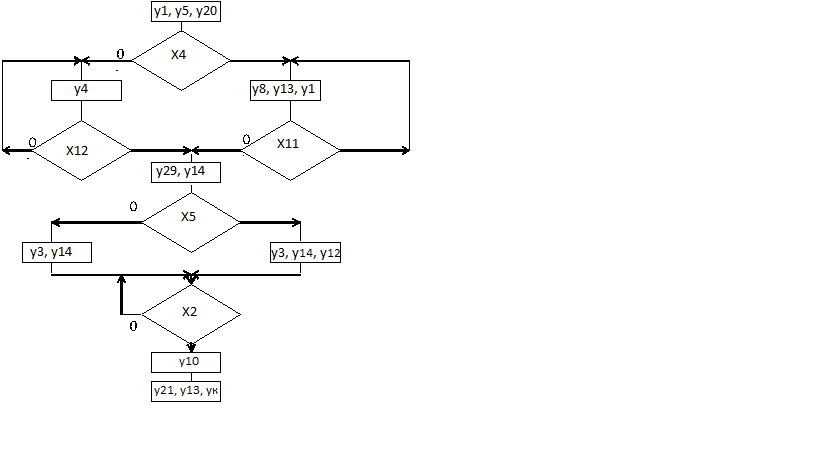 y1, y5, y20
0
X4
y4
y8, y13, y1
0
X12
0
X11
y29, y14
0
X5
y3, y14
y3, y14, y12
X2
0
y10
y21, y13, yк